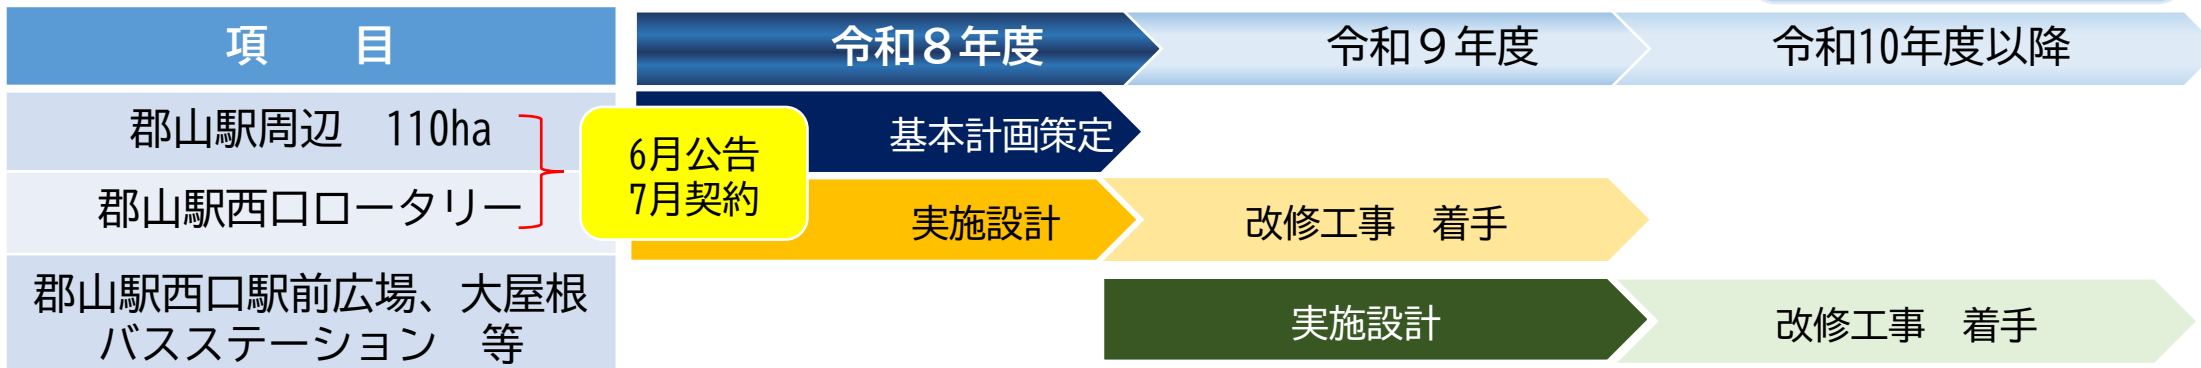 項　目
令和８年度
令和９年度
令和10年度以降
郡山駅周辺　110ha
6月公告
7月契約
基本計画策定
郡山駅西口ロータリー
実施設計
改修工事　着手
郡山駅西口駅前広場、大屋根
バスステーション　等
実施設計
改修工事　着手